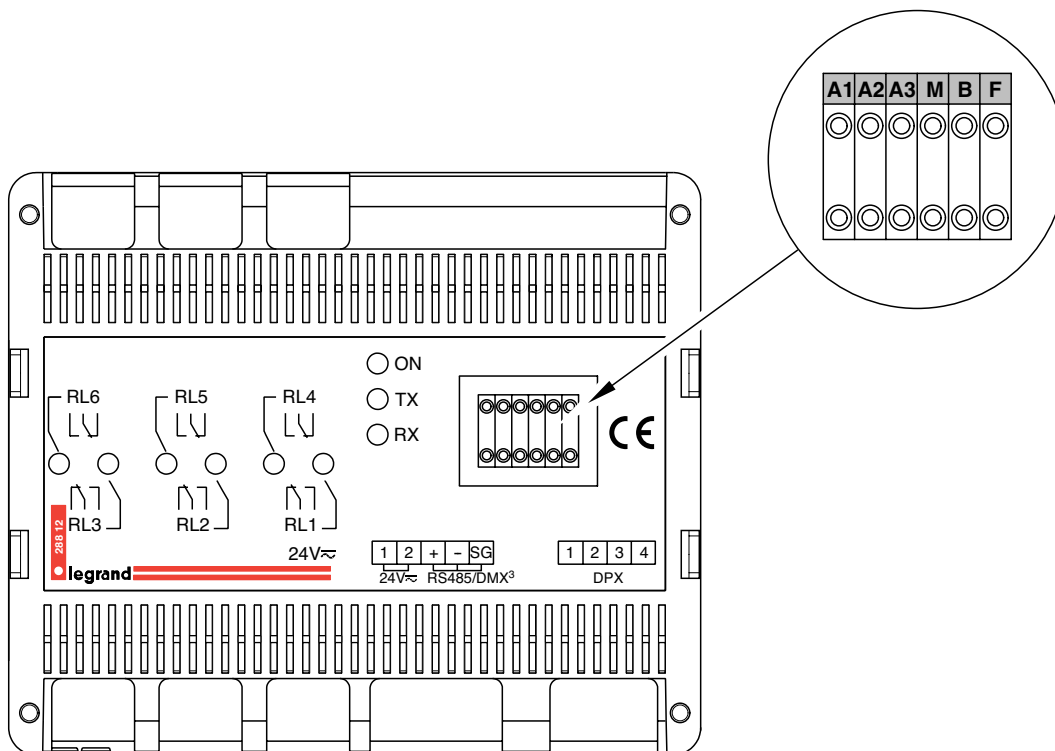 A1 A2 A3 M B F
ON
TX
RX
RL6 RL5 RL4
RL3 RL2 RL1
288 12
legrand
24V⎓
1 2 + − SG
24V⎓ RS485/DMX³
1 2 3 4
DPX
CE